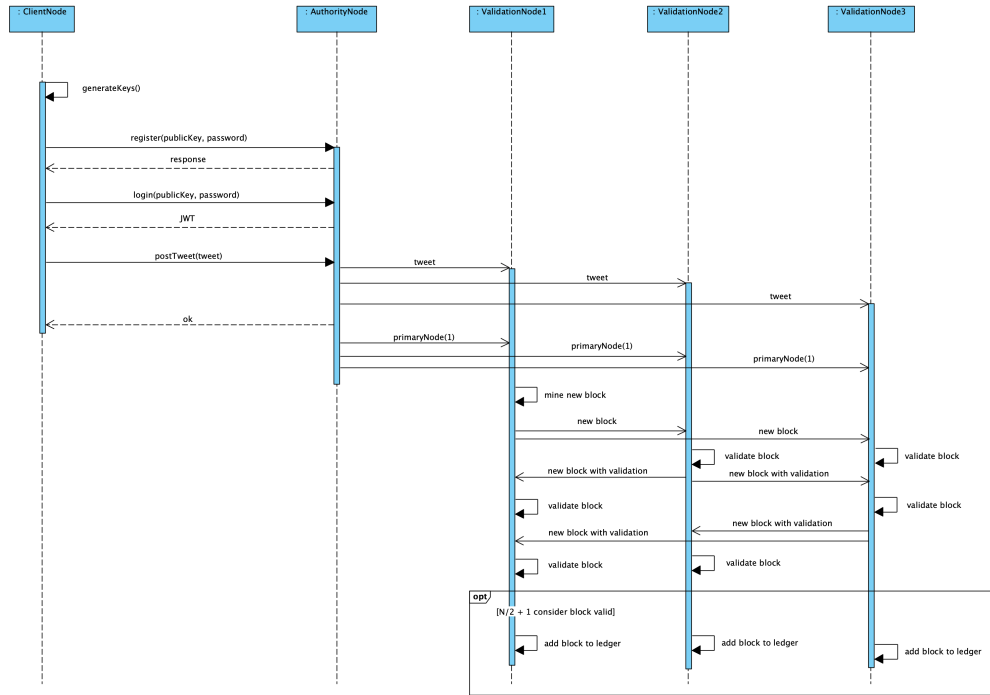 : ClientNode
: AuthorityNode
: ValidationNode1
: ValidationNode2
: ValidationNode3
generateKeys()
register(publicKey, password)
response
login(publicKey, password)
JWT
postTweet(tweet)
tweet
tweet
tweet
ok
primaryNode(1)
primaryNode(1)
primaryNode(1)
mine new block
new block
new block
validate block
validate block
new block with validation
new block with validation
validate block
validate block
new block with validation
new block with validation
validate block
validate block
opt
[N/2 + 1 consider block valid]
add block to ledger
add block to ledger
add block to ledger